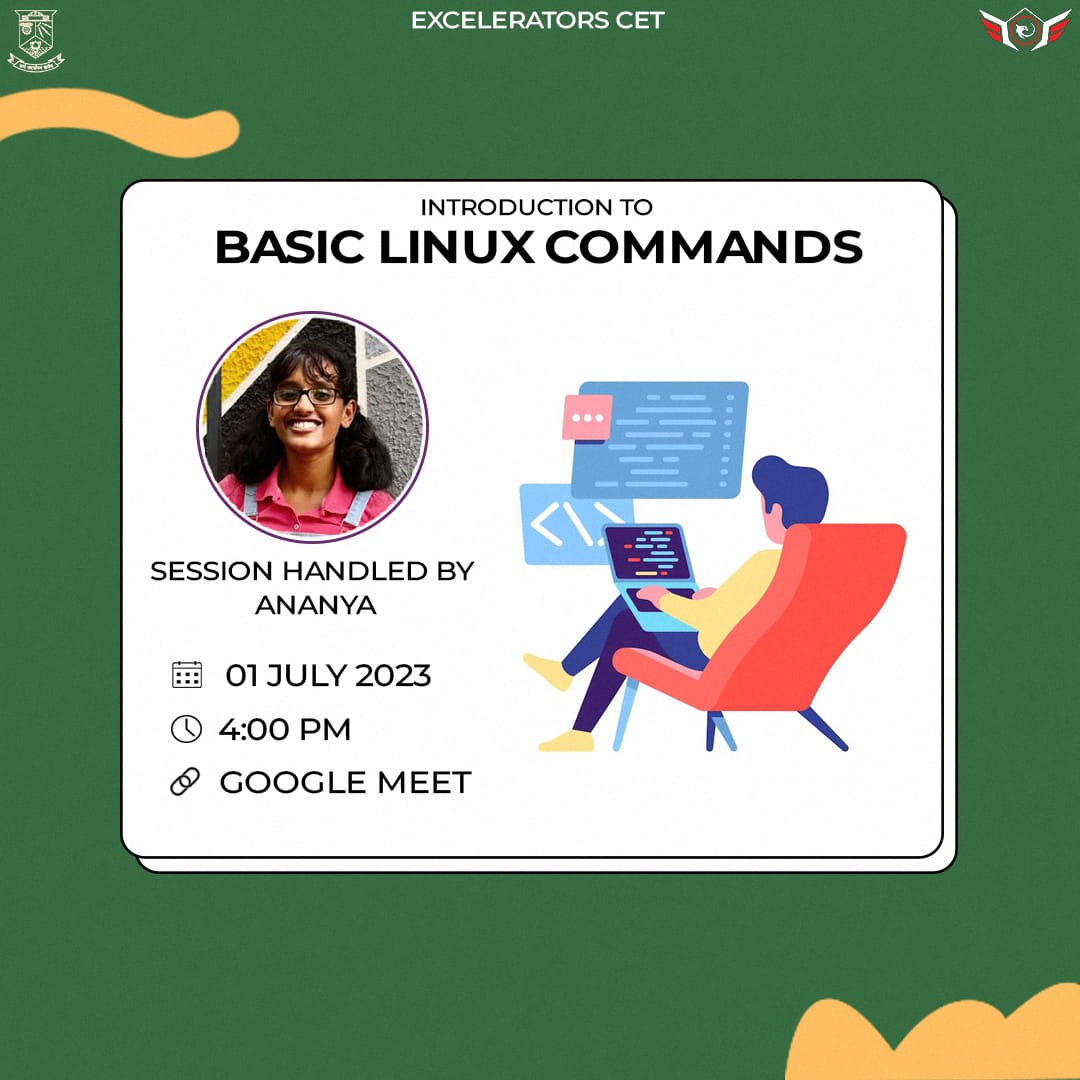 EXCELERATORS CET
INTRODUCTION TO
BASIC LINUX COMMANDS
SESSION HANDLED BY
ANANYA
01 JULY 2023
4:00 PM
GOOGLE MEET